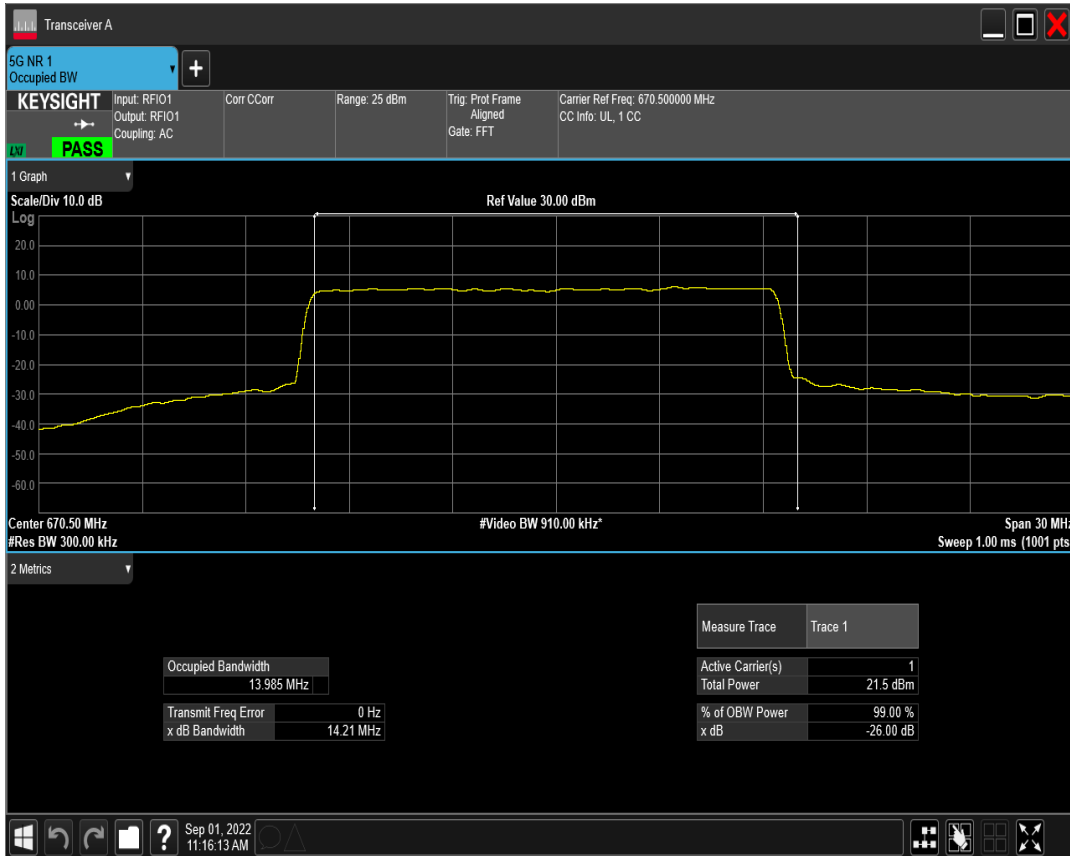 Transceiver A
5G NR 1
Occupied BW
+
KEYSIGHT
LXI PASS
Input: RFIO1
Output: RFIO1
Coupling: AC
Corr CCorr
Range: 25 dBm
Trig: Prot Frame
Aligned
Gate: FFT
Carrier Ref Freq: 670.500000 MHz
CC Info: UL, 1 CC
1 Graph
Scale/Div 10.0 dB
Ref Value 30.00 dBm
Log
20.0
10.0
0.00
-10.0
-20.0
-30.0
-40.0
-50.0
-60.0
Center 670.50 MHz
#Video BW 910.00 kHz*
Span 30 MHz
#Res BW 300.00 kHz
Sweep 1.00 ms (1001 pts
2 Metrics
Measure Trace Trace 1
Occupied Bandwidth
13.985 MHz
Active Carrier(s) 1
Total Power 21.5 dBm
Transmit Freq Error 0 Hz
x dB Bandwidth 14.21 MHz
% of OBW Power 99.00 %
x dB -26.00 dB
?
Sep 01, 2022
11:16:13 AM